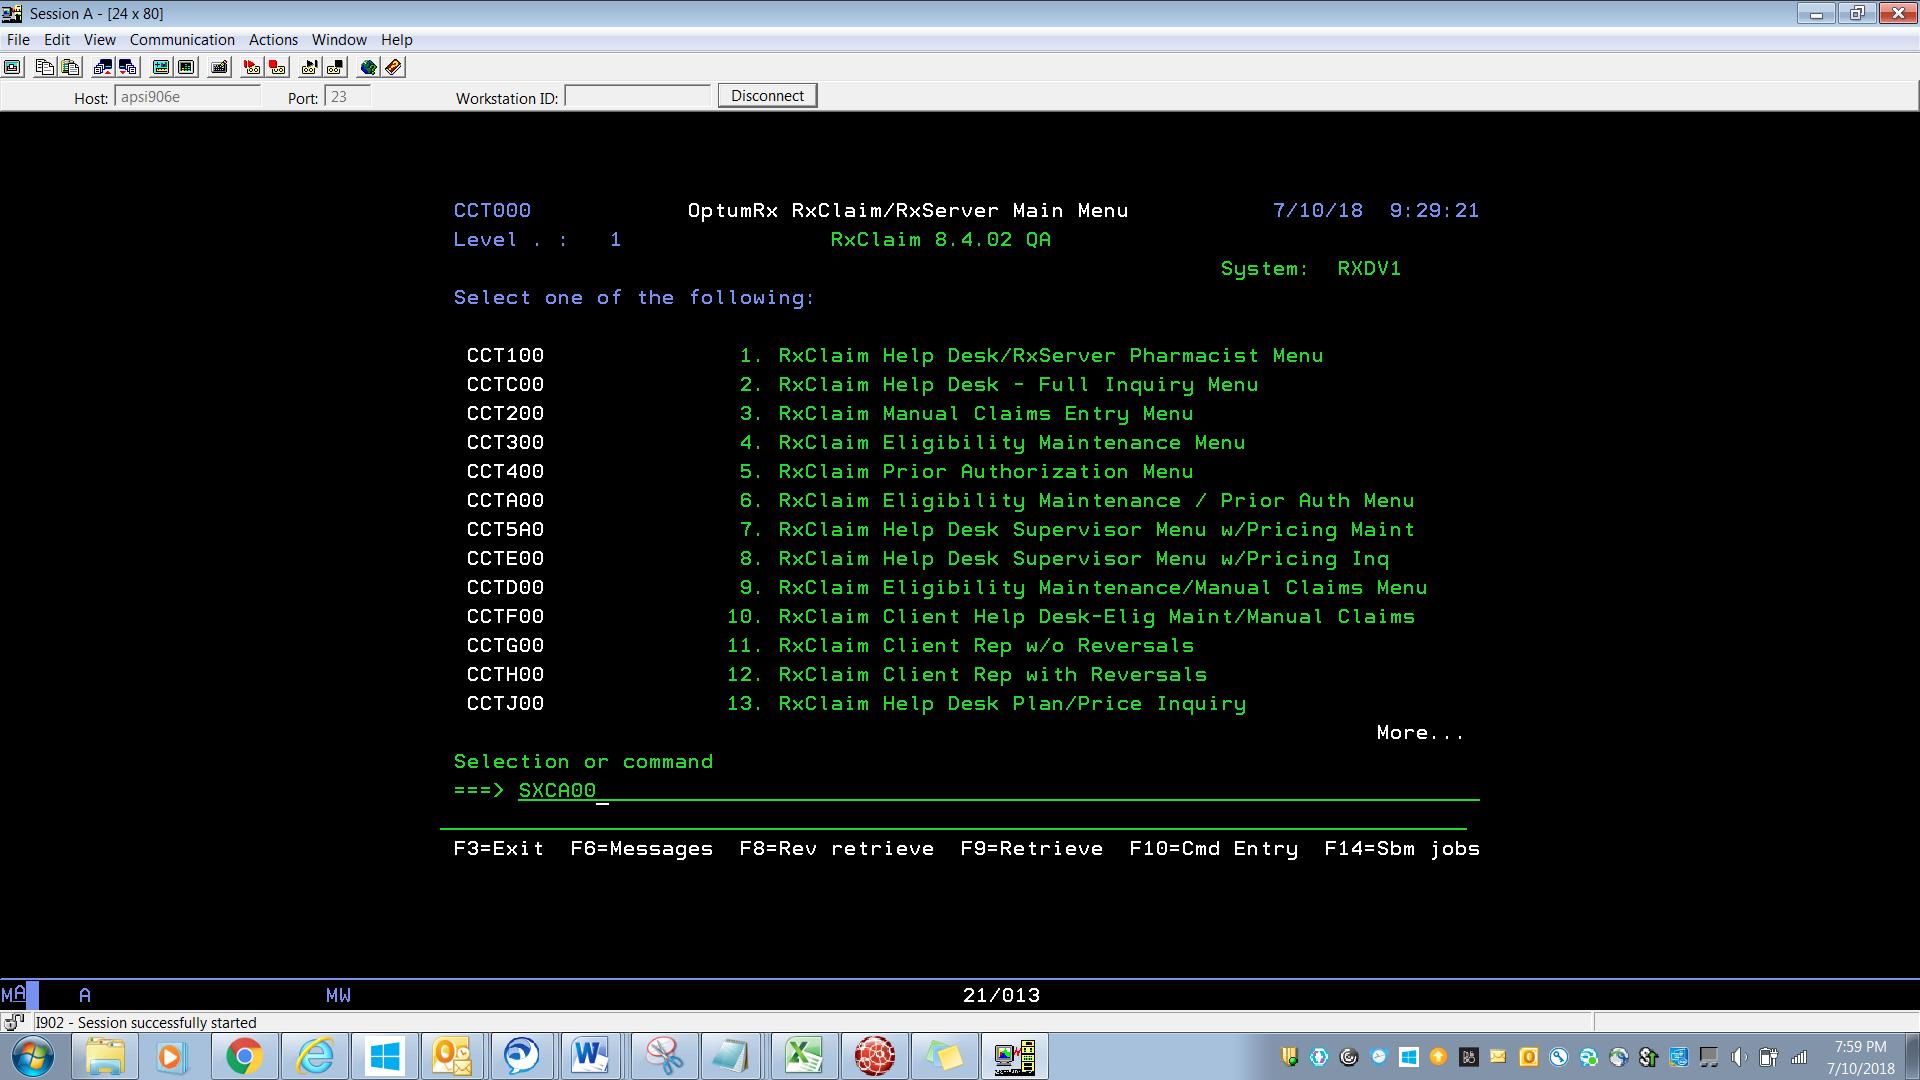 Session A - [24 x 80]
File Edit View Communication Actions Window Help
Host: apsi906e Port: 23 Workstation ID: Disconnect
CCT000 OptumRx RxClaim/RxServer Main Menu 7/10/18 9:29:21
Level . : 1 RxClaim 8.4.02 QA
System: RXDV1
Select one of the following:
CCT100 1. RxClaim Help Desk/RxServer Pharmacist Menu
CCTC00 2. RxClaim Help Desk - Full Inquiry Menu
CCT200 3. RxClaim Manual Claims Entry Menu
CCT300 4. RxClaim Eligibility Maintenance Menu
CCT400 5. RxClaim Prior Authorization Menu
CCTA00 6. RxClaim Eligibility Maintenance / Prior Auth Menu
CCT5A0 7. RxClaim Help Desk Supervisor Menu w/Pricing Maint
CCTE00 8. RxClaim Help Desk Supervisor Menu w/Pricing Inq
CCTD00 9. RxClaim Eligibility Maintenance/Manual Claims Menu
CCTF00 10. RxClaim Client Help Desk-Elig Maint/Manual Claims
CCTG00 11. RxClaim Client Rep w/o Reversals
CCTH00 12. RxClaim Client Rep with Reversals
CCTJ00 13. RxClaim Help Desk Plan/Price Inquiry
More...
Selection or command
===> SXCA00
F3=Exit F6=Messages F8=Rev retrieve F9=Retrieve F10=Cmd Entry F14=Sbm jobs
MA A MW 21/013
I902 - Session successfully started
7:59 PM
7/10/2018